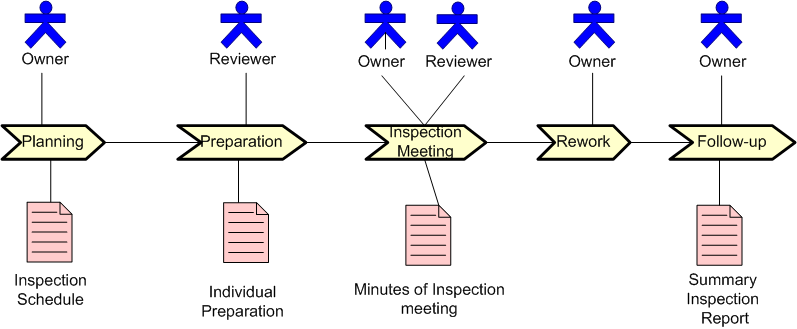 Owner
Reviewer
Owner
Reviewer
Owner
Owner
Planning
Preparation
Inspection
Meeting
Rework
Follow-up
Inspection
Schedule
Individual
Preparation
Minutes of Inspection
meeting
Summary
Inspection
Report